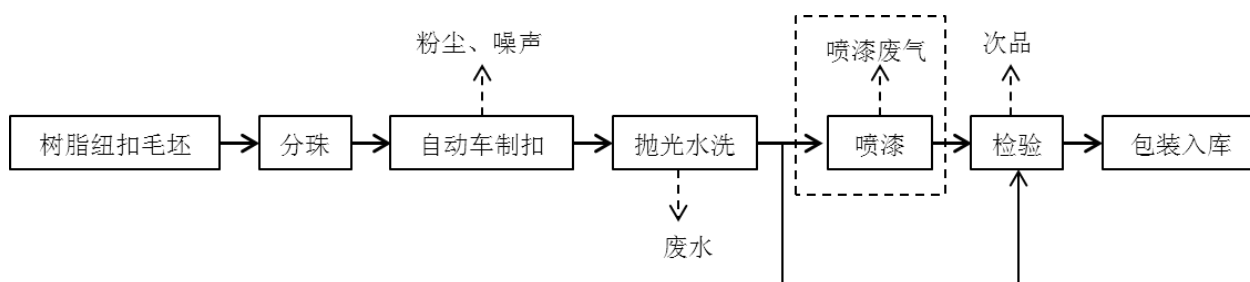 粉尘、噪声
喷漆废气
次品
树脂纽扣毛坯
分珠
自动车制扣
抛光水洗
喷漆
检验
包装入库
废水